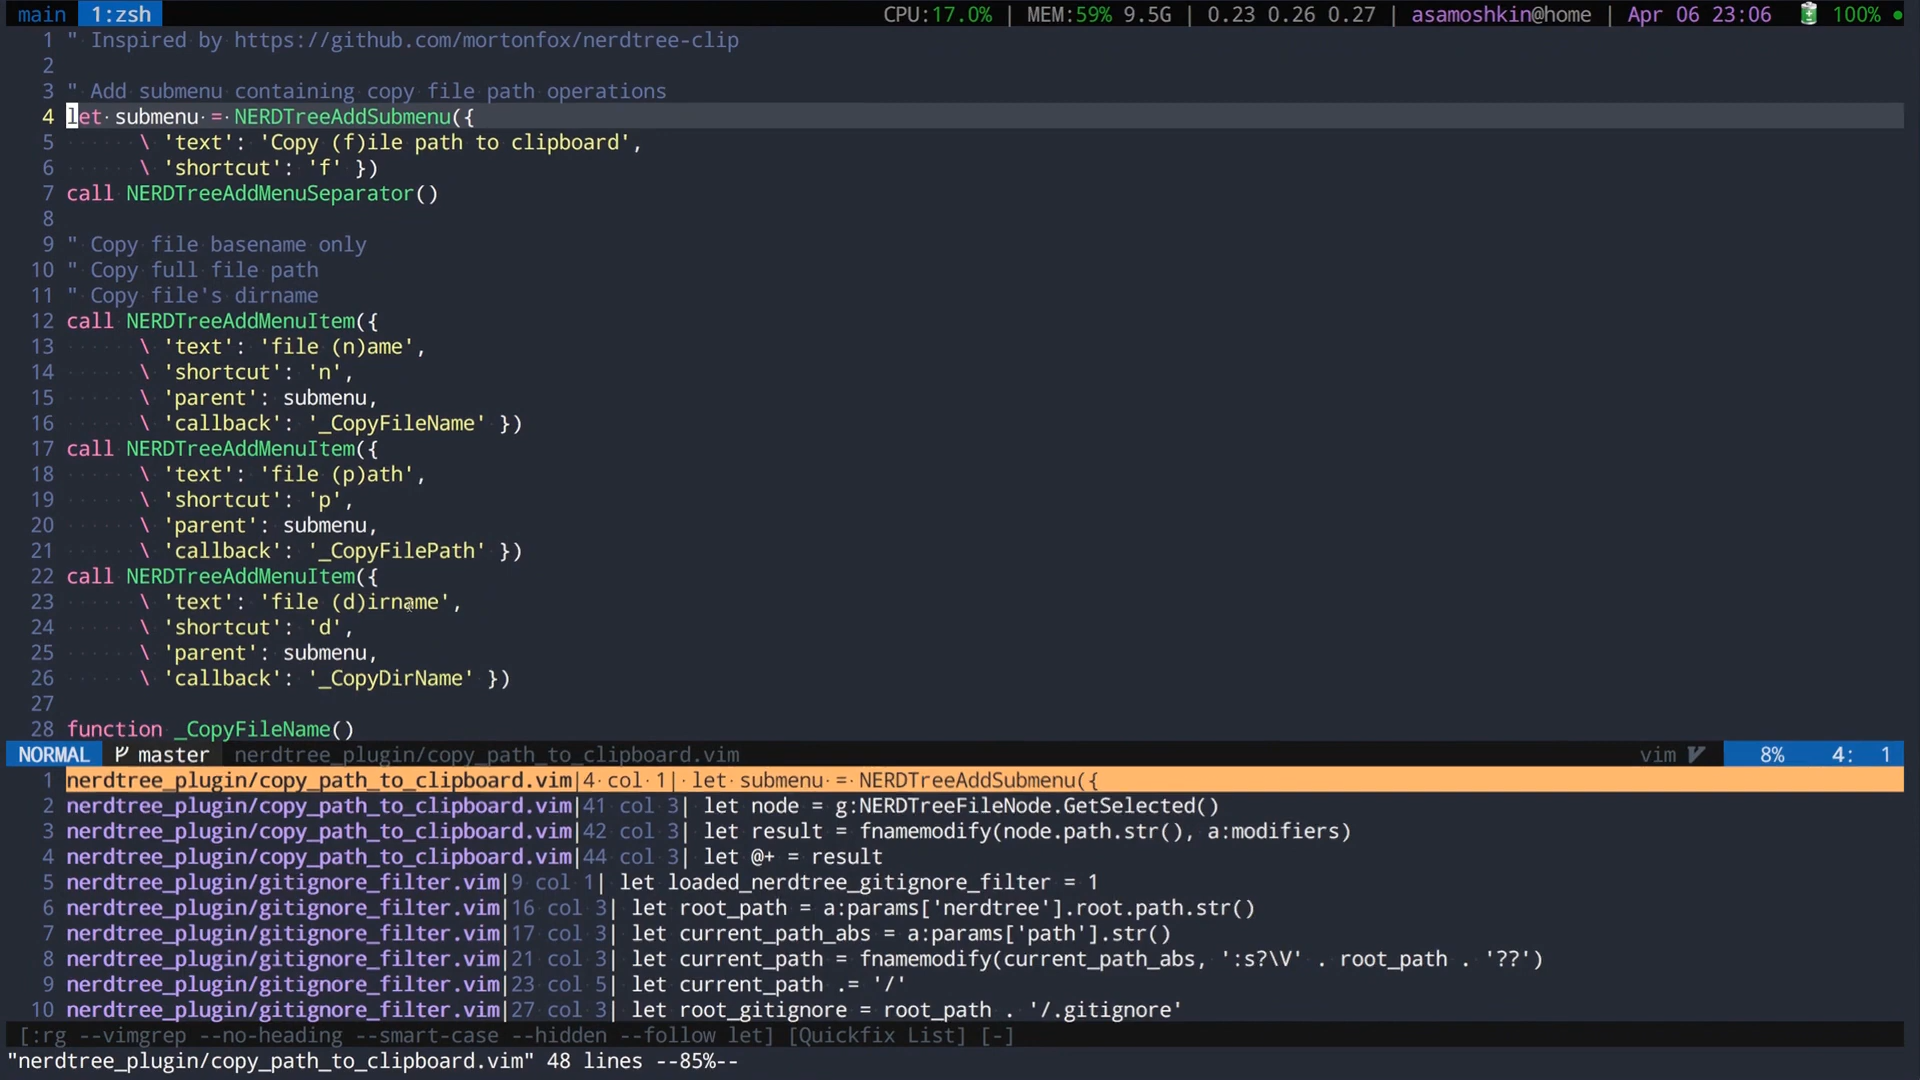 main 1:zsh CPU:17.0% | MEM:59% 9.5G | 0.23 0.26 0.27 | asamoshkin@home | Apr 06 23:06 100% ●
1 " Inspired by https://github.com/mortonfox/nerdtree-clip
2
3 " Add submenu containing copy file path operations
4 let submenu = NERDTreeAddSubmenu({
5 \ 'text': 'Copy (f)ile path to clipboard',
6 \ 'shortcut': 'f' })
7 call NERDTreeAddMenuSeparator()
8
9 " Copy file basename only
10 " Copy full file path
11 " Copy file's dirname
12 call NERDTreeAddMenuItem({
13 \ 'text': 'file (n)ame',
14 \ 'shortcut': 'n',
15 \ 'parent': submenu,
16 \ 'callback': '_CopyFileName' })
17 call NERDTreeAddMenuItem({
18 \ 'text': 'file (p)ath',
19 \ 'shortcut': 'p',
20 \ 'parent': submenu,
21 \ 'callback': '_CopyFilePath' })
22 call NERDTreeAddMenuItem({
23 \ 'text': 'file (d)irname',
24 \ 'shortcut': 'd',
25 \ 'parent': submenu,
26 \ 'callback': '_CopyDirName' })
27
28 function _CopyFileName()
NORMAL master nerdtree_plugin/copy_path_to_clipboard.vim vim 8% 4: 1
1 nerdtree_plugin/copy_path_to_clipboard.vim|4 col 1| let submenu = NERDTreeAddSubmenu({
2 nerdtree_plugin/copy_path_to_clipboard.vim|41 col 3| let node = g:NERDTreeFileNode.GetSelected()
3 nerdtree_plugin/copy_path_to_clipboard.vim|42 col 3| let result = fnamemodify(node.path.str(), a:modifiers)
4 nerdtree_plugin/copy_path_to_clipboard.vim|44 col 3| let @+ = result
5 nerdtree_plugin/gitignore_filter.vim|9 col 1| let loaded_nerdtree_gitignore_filter = 1
6 nerdtree_plugin/gitignore_filter.vim|16 col 3| let root_path = a:params['nerdtree'].root.path.str()
7 nerdtree_plugin/gitignore_filter.vim|17 col 3| let current_path_abs = a:params['path'].str()
8 nerdtree_plugin/gitignore_filter.vim|21 col 3| let current_path = fnamemodify(current_path_abs, ':s?\V' . root_path . '??')
9 nerdtree_plugin/gitignore_filter.vim|23 col 5| let current_path .= '/'
10 nerdtree_plugin/gitignore_filter.vim|27 col 3| let root_gitignore = root_path . '/.gitignore'
[:rg --vimgrep --no-heading --smart-case --hidden --follow let] [Quickfix List] [-]
"nerdtree_plugin/copy_path_to_clipboard.vim" 48 lines --85%--